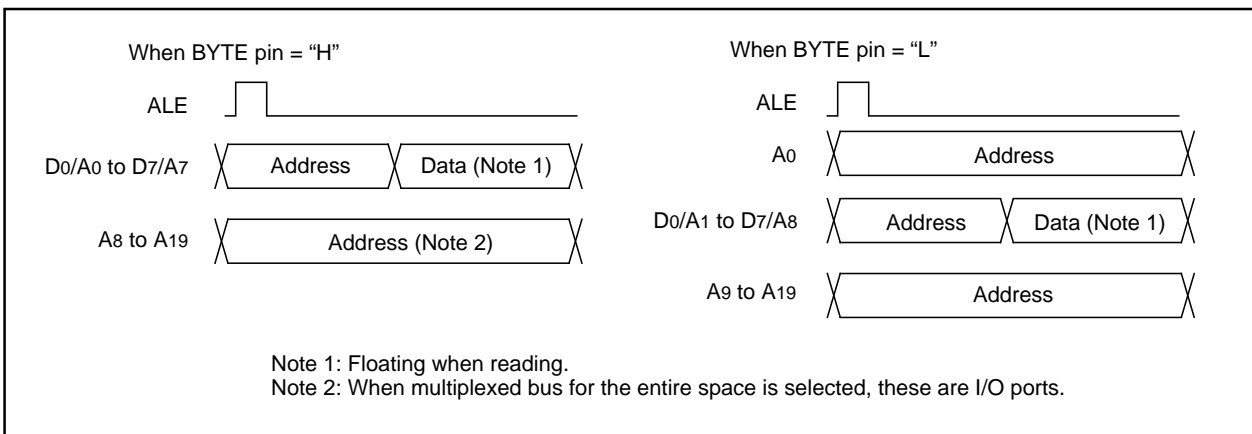 When BYTE pin = “H”
ALE
D0/A0 to D7/A7
Address
Data (Note 1)
A8 to A19
Address (Note 2)
When BYTE pin = “L”
ALE
A0
Address
D0/A1 to D7/A8
Address
Data (Note 1)
A9 to A19
Address
Note 1: Floating when reading.
Note 2: When multiplexed bus for the entire space is selected, these are I/O ports.